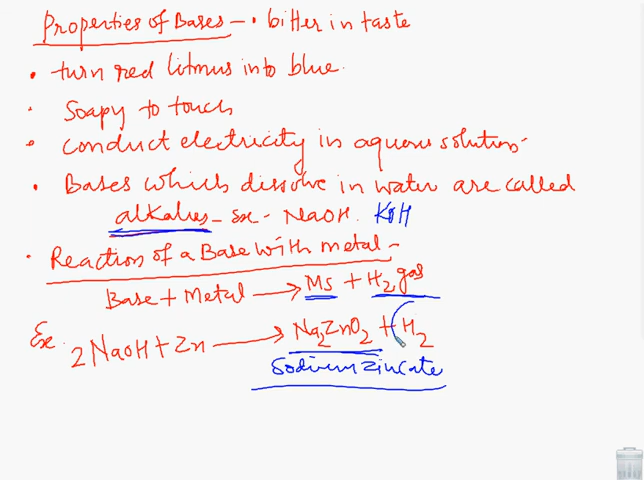 Properties of Bases - • bitter in taste
• turn red litmus into blue.
• Soapy to touch
• conduct electricity in aqueous solution-
• Bases which dissolve in water are called
alkalies - Ex - NaOH. KOH
• Reaction of a Base with metal -
Base + Metal → Ms + H₂ gas
Ex. 2 NaOH + Zn → Na₂ZnO₂ + H₂
Sodium zincate